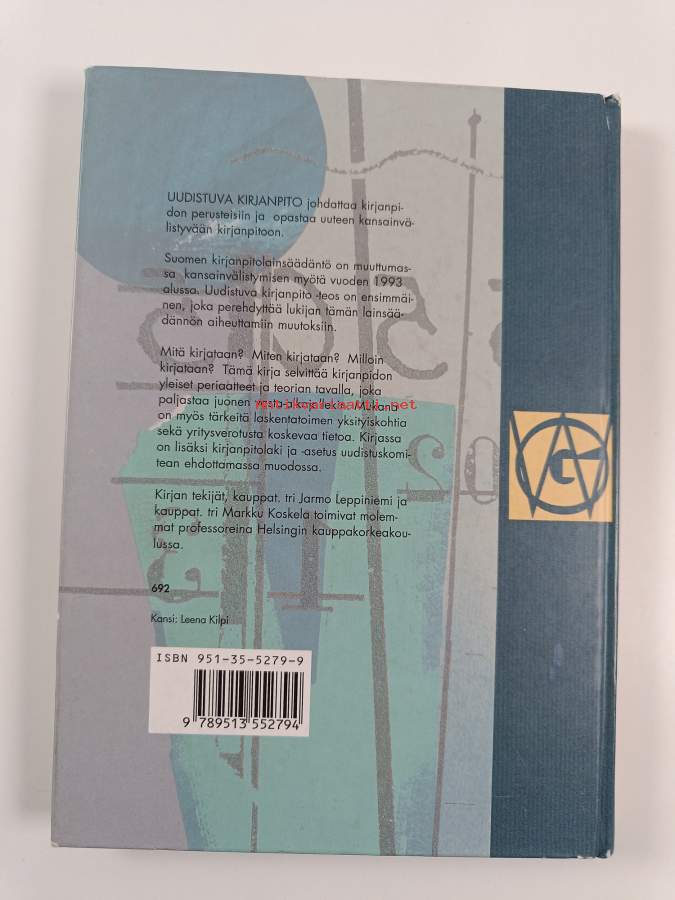 UUDISTUVA KIRJANPITO johdattaa kirjanpi-
don perusteisiin ja opastaa uuteen kansainvä-
listyvään kirjanpitoon.
Suomen kirjanpitolainsäädäntö on muuttumas-
sa kansainvälistymisen myötä vuoden 1993
alussa. Uudistuva kirjanpito -teos on ensimmäi-
nen, joka perehdyttää lukijan tämän lainsää-
dännön aiheuttamiin muutoksiin.
Mitä kirjataan? Miten kirjataan? Milloin
kirjataan? Tämä kirja selvittää kirjanpidon
yleiset periaatteet ja teorian tavalla, joka
paljastaa juonen vasta-alkajallekin. Mukana
on myös tärkeitä laskentatoimen yksityiskohtia
sekä yritysverotusta koskevaa tietoa. Kirjassa
on lisäksi kirjanpitolaki ja -asetus uudistuskomi-
tean ehdottamassa muodossa.
Kirjan tekijät, kauppat. tri Jarmo Leppiniemi ja
kauppat. tri Markku Koskela toimivat molem-
mat professoreina Helsingin kauppakorkeakou-
lussa.
692
Kansi: Leena Kilpi
ISBN 951-35-5279-9
9 789513 552794